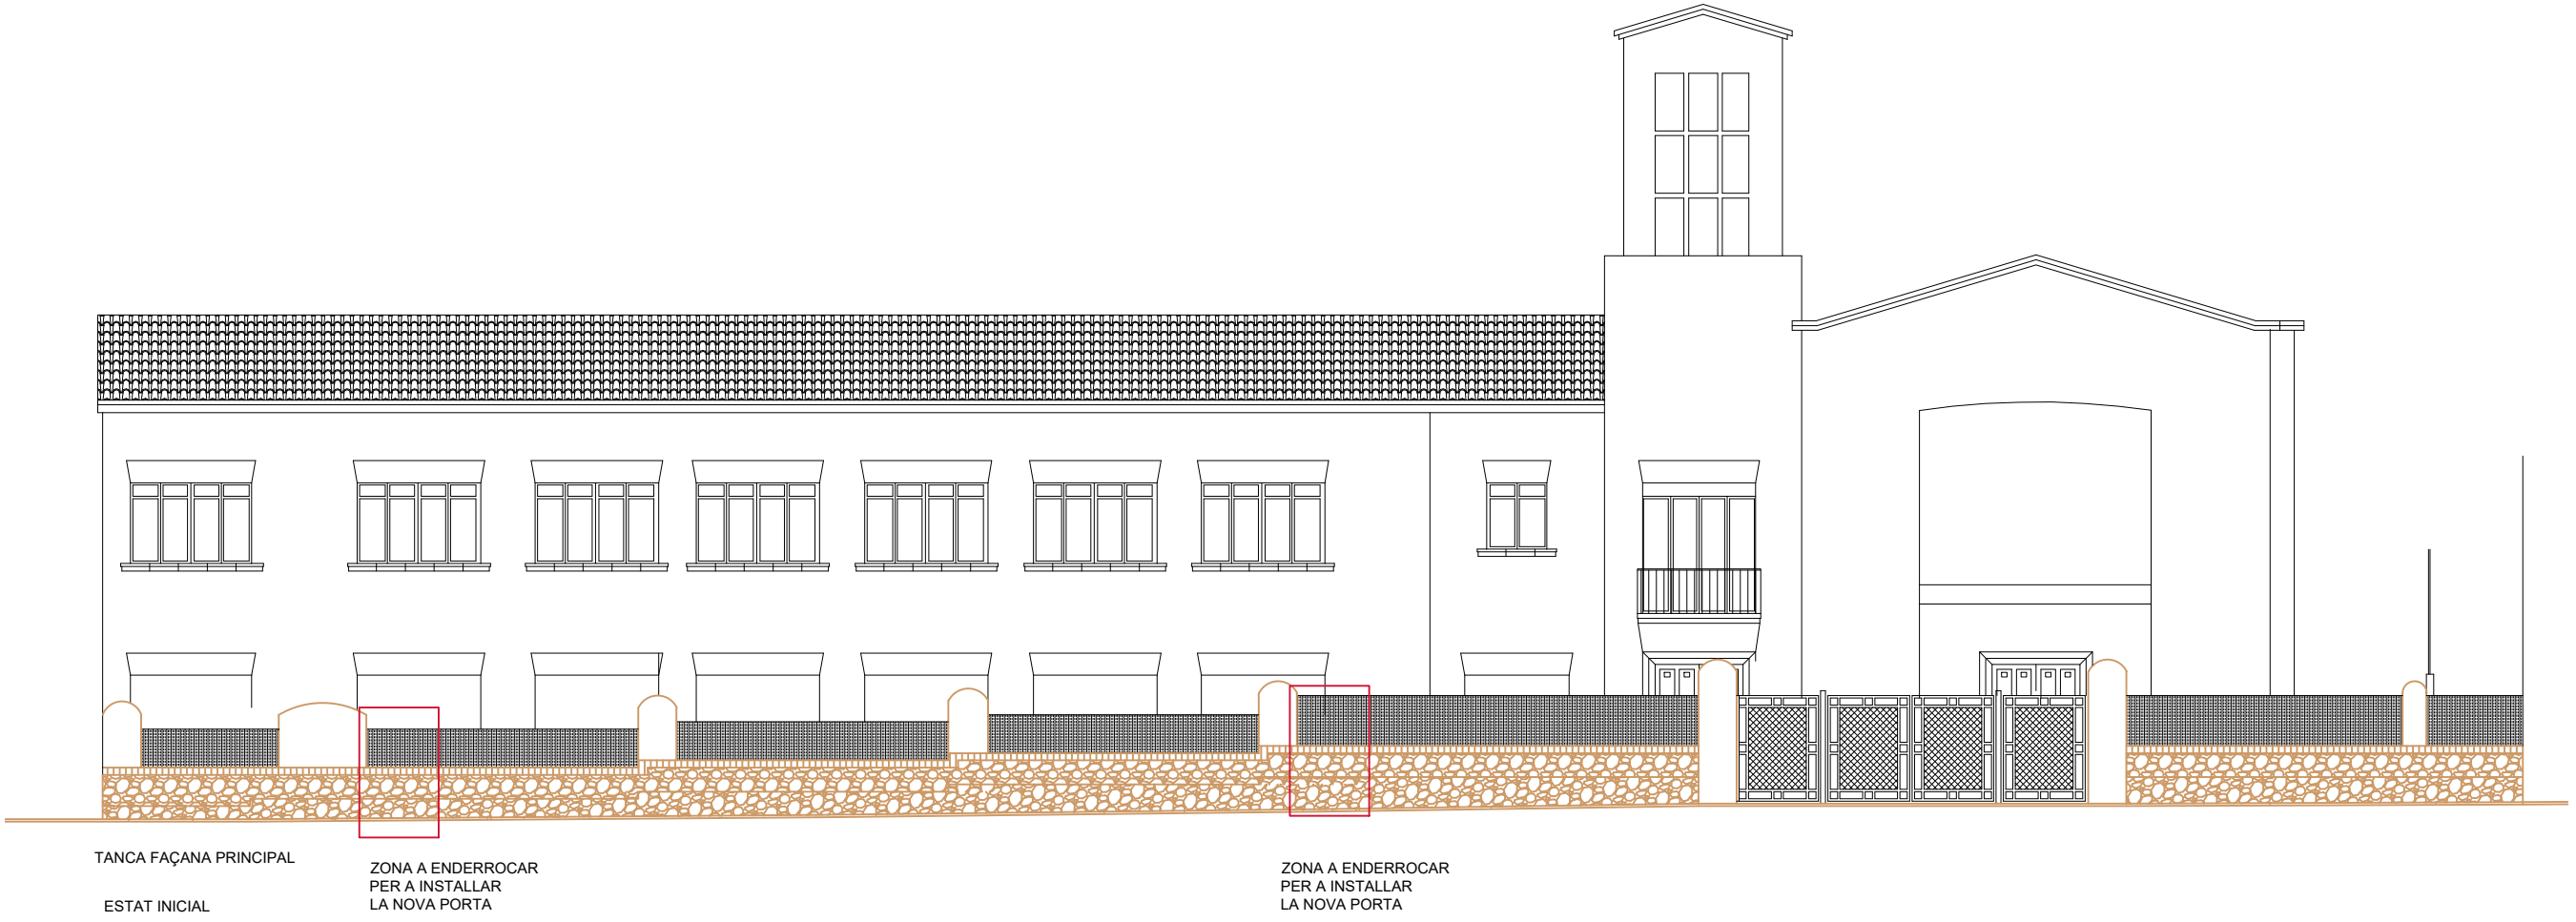 TANCA FAÇANA PRINCIPAL
ESTAT INICIAL
ZONA A ENDERROCAR
PER A INSTALLAR
LA NOVA PORTA
ZONA A ENDERROCAR
PER A INSTALLAR
LA NOVA PORTA